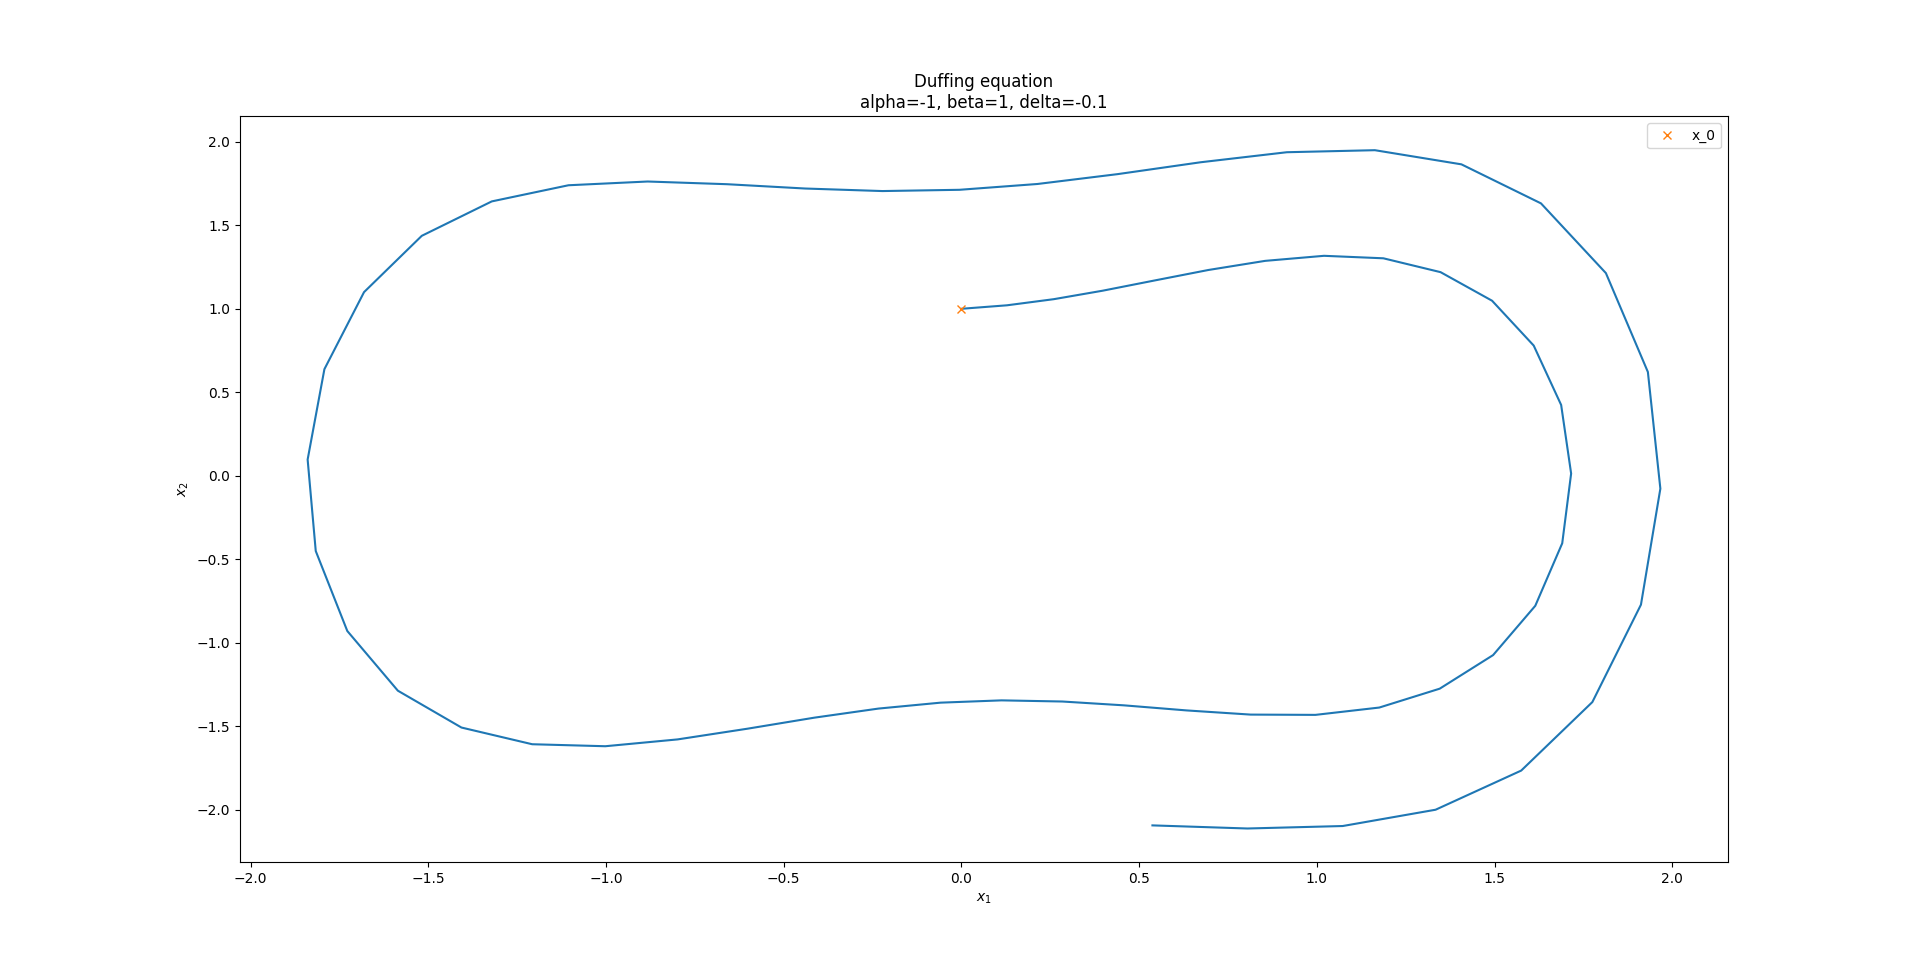 Duffing equation
alpha=-1, beta=1, delta=-0.1
x_0
2.0
1.5
1.0
0.5
0.0
−0.5
−1.0
−1.5
−2.0
x₂
−2.0 −1.5 −1.0 −0.5 0.0 0.5 1.0 1.5 2.0
x₁